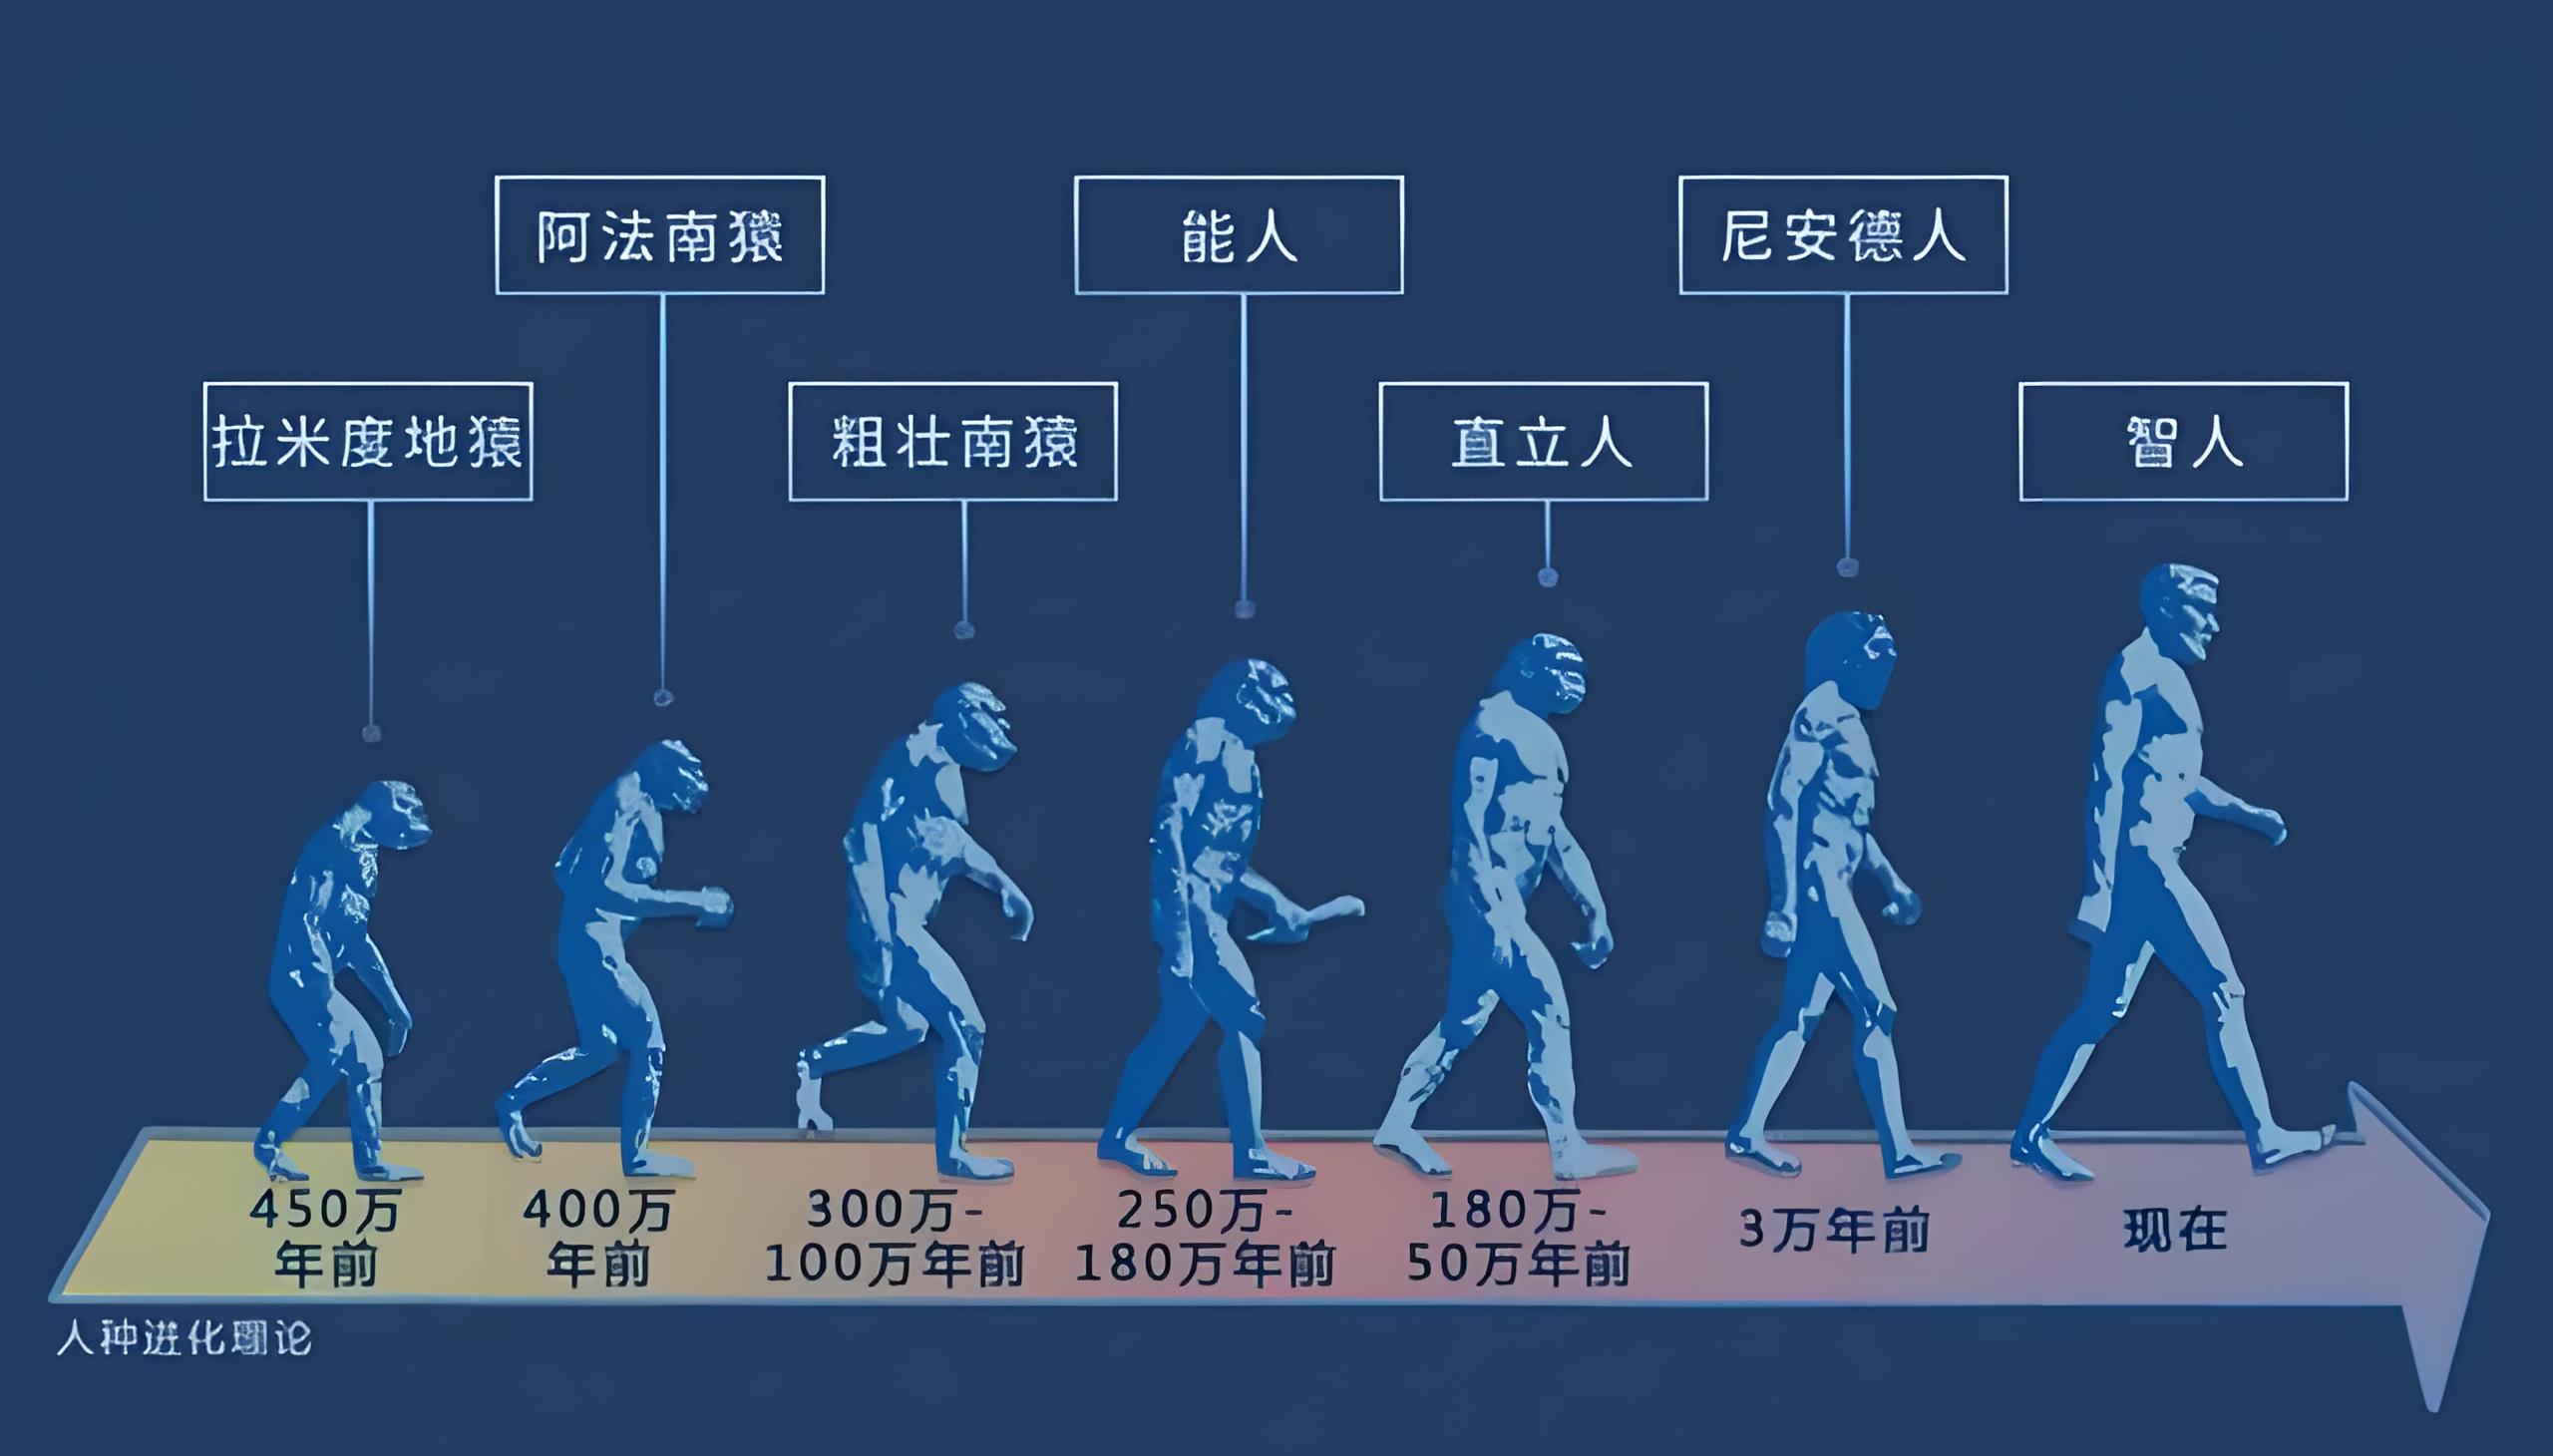 阿法南猿
能人
尼安德人
拉米度地猿
粗壮南猿
直立人
智人
450万
年前
400万
年前
300万-
100万年前
250万-
180万年前
180万-
50万年前
3万年前
现在
人种进化理论